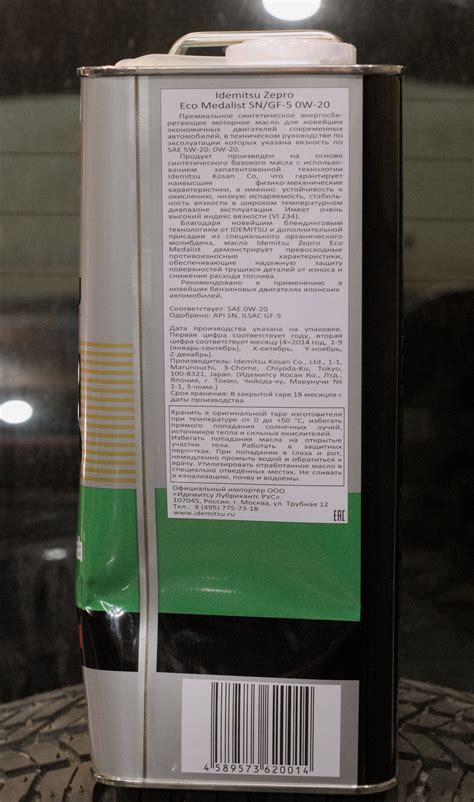 Idemitsu Zepro
Eco Medalist SN/GF-5 0W-20
Премиальное синтетическое энергосбе-
регающее моторное масло для новейших
экономичных двигателей современных
автомобилей, в техническом руководстве по
эксплуатации которых указана вязкость по
SAE 5W-20; 0W-20.
Продукт произведен на основе
синтетического базового масла с использо-
ванием запатентованной технологии
Idemitsu Kosan Co, что гарантирует
наивысшие физико-механические
характеристики, а именно: устойчивость к
окислению, низкую испаряемость, стабиль-
ность вязкости в широком температурном
диапазоне эксплуатации. Имеет очень
высокий индекс вязкости (VI 234).
Благодаря новейшим блендинговым
технологиям от IDEMITSU и дополнительной
присадки из специального органического
молибдена, масло Idemitsu Zepro Eco
Medalist демонстрирует превосходные
противоизносные характеристики,
обеспечивающие надежную защиту
поверхностей трущихся деталей от износа и
снижение расхода топлива.
Рекомендовано к применению в
новейших бензиновых двигателях японских
автомобилей.
Соответствует: SAE 0W-20
Одобрено: API SN, ILSAC GF-5
Дата производства указана на упаковке.
Первая цифра соответствует году, вторая
цифра соответствует месяцу (4=2014 год, 1-9
(январь-сентябрь), X-октябрь, Y-ноябрь,
Z-декабрь).
Производитель: Idemitsu Kosan Co., Ltd., 1-1,
Marunouchi, 3-Chome, Chiyoda-Ku, Tokyo,
100-8321, Japan. (Идемитсу Косан Ко., Лтд.,
Япония, г. Токио, Чийода-ку, Марунучи №
1-1, 3-чоме.)
Срок хранения: В закрытой таре 18 месяцев с
даты производства.
Хранить в оригинальной таре изготовителя
при температуре от 0 до +50 °C, избегать
прямого попадания солнечных лучей,
источников тепла и сильных окислителей.
Избегать попадания масла на открытые
участки тела. Работать в защитных
перчатках. При попадании в глаза и рот,
немедленно промыть водой и обратиться к
врачу. Утилизировать отработанное масло в
специально отведенных местах. Не сливать
в канализацию, почву и водоемы.
Официальный импортёр ООО
«Идемитсу Лубрикантс РУС».
107045, Россия, г. Москва, ул. Трубная 12
Тел.: 8 (495) 775-73-18
www.idemitsu.ru
EAC
4 589573 620014